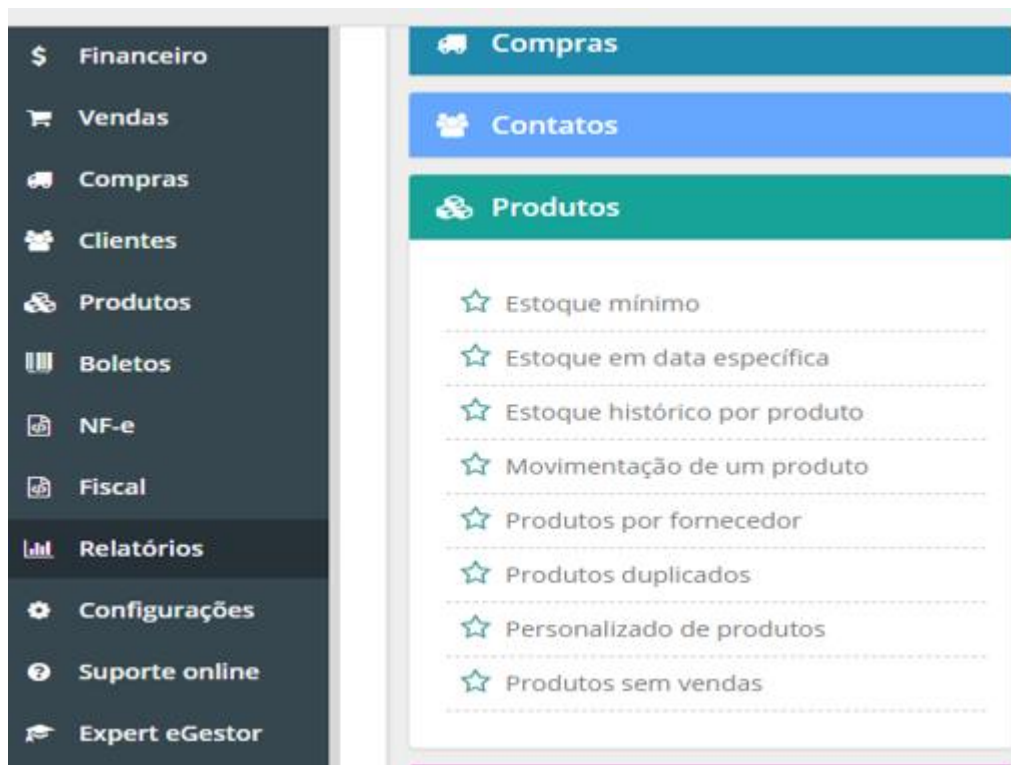 Financeiro
Vendas
Compras
Clientes
Produtos
Boletos
NF-e
Fiscal
Relatórios
Configurações
Suporte online
Expert eGestor
Compras
Contatos
Produtos
Estoque mínimo
Estoque em data específica
Estoque histórico por produto
Movimentação de um produto
Produtos por fornecedor
Produtos duplicados
Personalizado de produtos
Produtos sem vendas